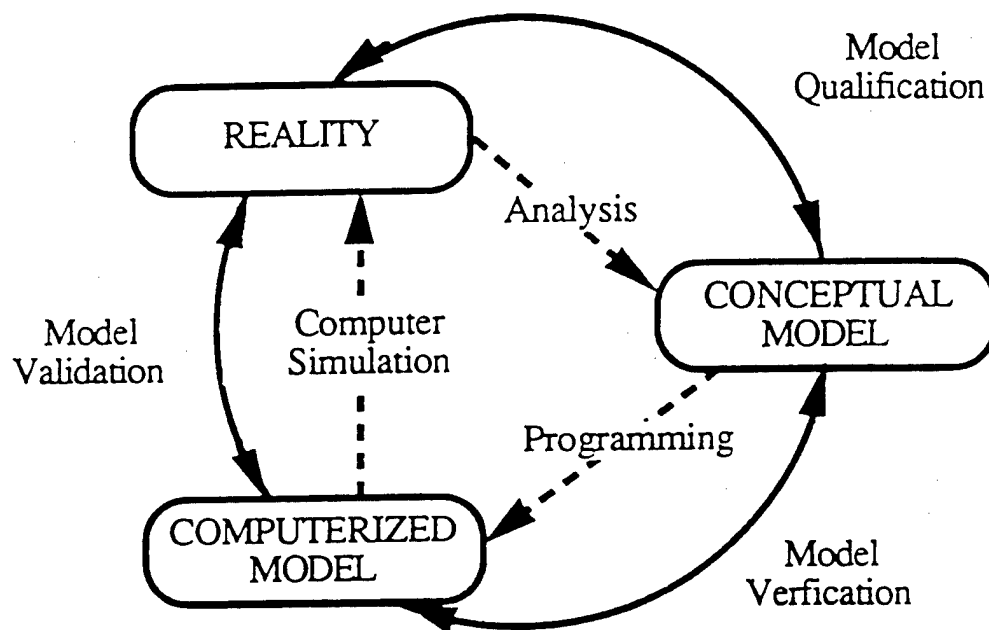 Model
Qualification
REALITY
Analysis
CONCEPTUAL
MODEL
Model
Validation
Computer
Simulation
Programming
COMPUTERIZED
MODEL
Model
Verfication